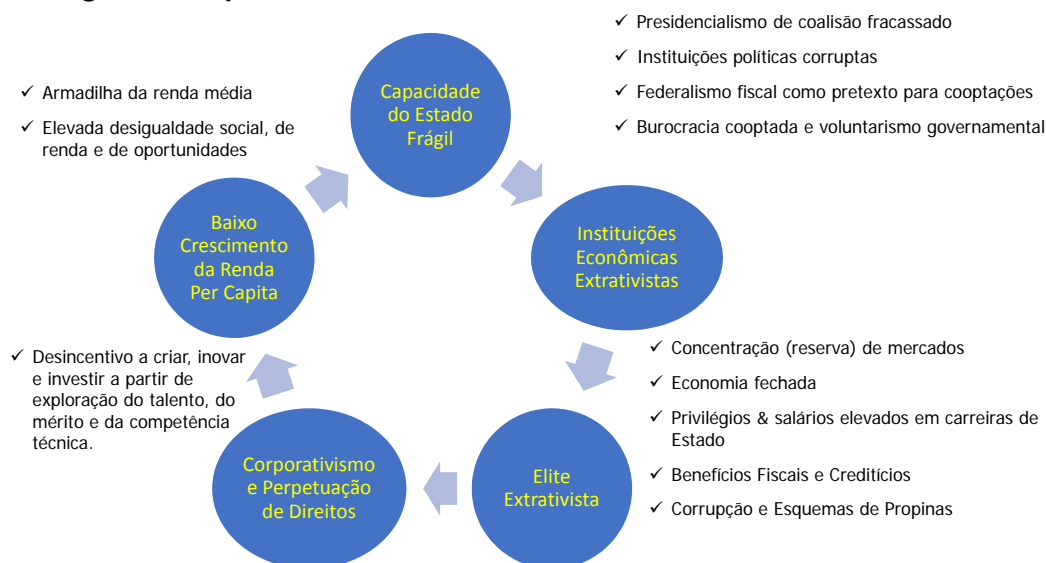 ✓ Presidencialismo de coalisão fracassado
✓ Instituições políticas corruptas
✓ Federalismo fiscal como pretexto para cooptações
✓ Burocracia cooptada e voluntarismo governamental
✓ Armadilha da renda média
✓ Elevada desigualdade social, de
renda e de oportunidades
Capacidade
do Estado
Frágil
Instituições
Econômicas
Extrativistas
Baixo
Crescimento
da Renda
Per Capita
✓ Concentração (reserva) de mercados
✓ Economia fechada
✓ Privilégios & salários elevados em carreiras de
Estado
✓ Benefícios Fiscais e Creditícios
✓ Corrupção e Esquemas de Propinas
✓ Desincentivo a criar, inovar
e investir a partir de
exploração do talento, do
mérito e da competência
técnica.
Elite
Extrativista
Corporativismo
e Perpetuação
de Direitos